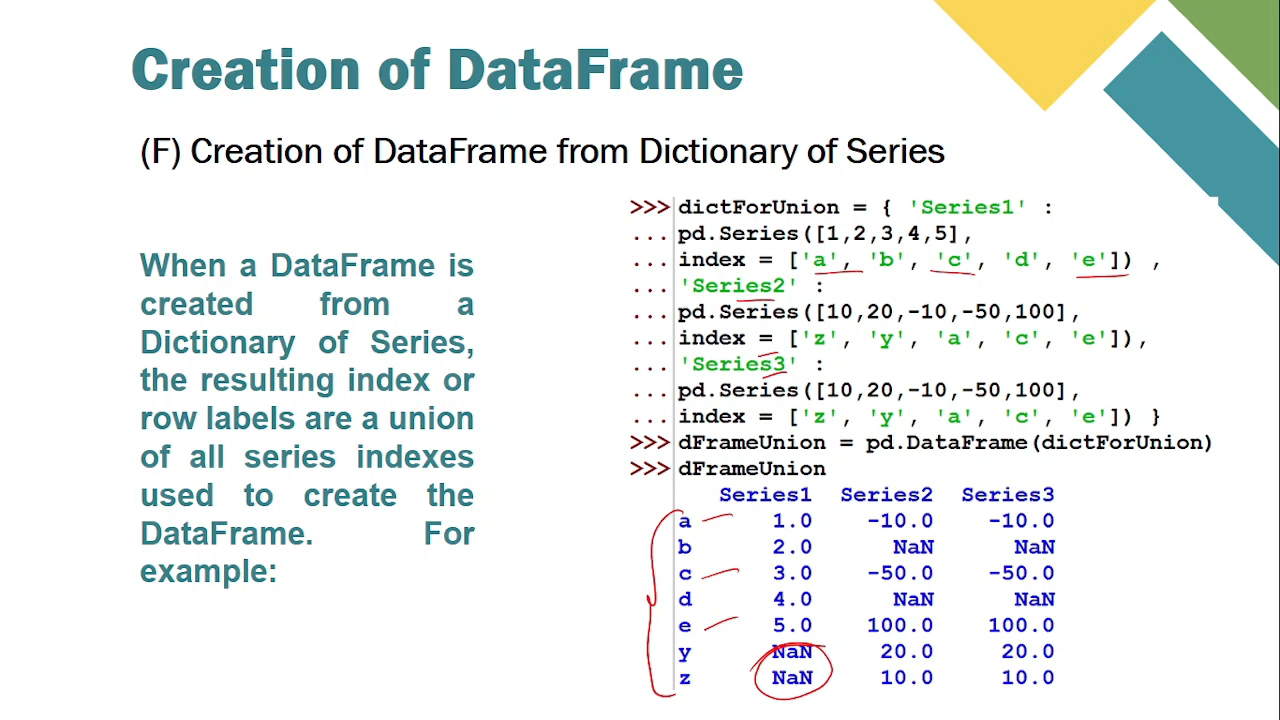 Creation of DataFrame
(F) Creation of DataFrame from Dictionary of Series
When a DataFrame is
created from a
Dictionary of Series,
the resulting index or
row labels are a union
of all series indexes
used to create the
DataFrame. For
example:
>>> dictForUnion = { 'Series1' :
... pd.Series([1,2,3,4,5],
... index = ['a', 'b', 'c', 'd', 'e']) ,
... 'Series2' :
... pd.Series([10,20,-10,-50,100],
... index = ['z', 'y', 'a', 'c', 'e']),
... 'Series3' :
... pd.Series([10,20,-10,-50,100],
... index = ['z', 'y', 'a', 'c', 'e']) }
>>> dFrameUnion = pd.DataFrame(dictForUnion)
>>> dFrameUnion
Series1 Series2 Series3
a 1.0 -10.0 -10.0
b 2.0 NaN NaN
c 3.0 -50.0 -50.0
d 4.0 NaN NaN
e 5.0 100.0 100.0
y NaN 20.0 20.0
z NaN 10.0 10.0